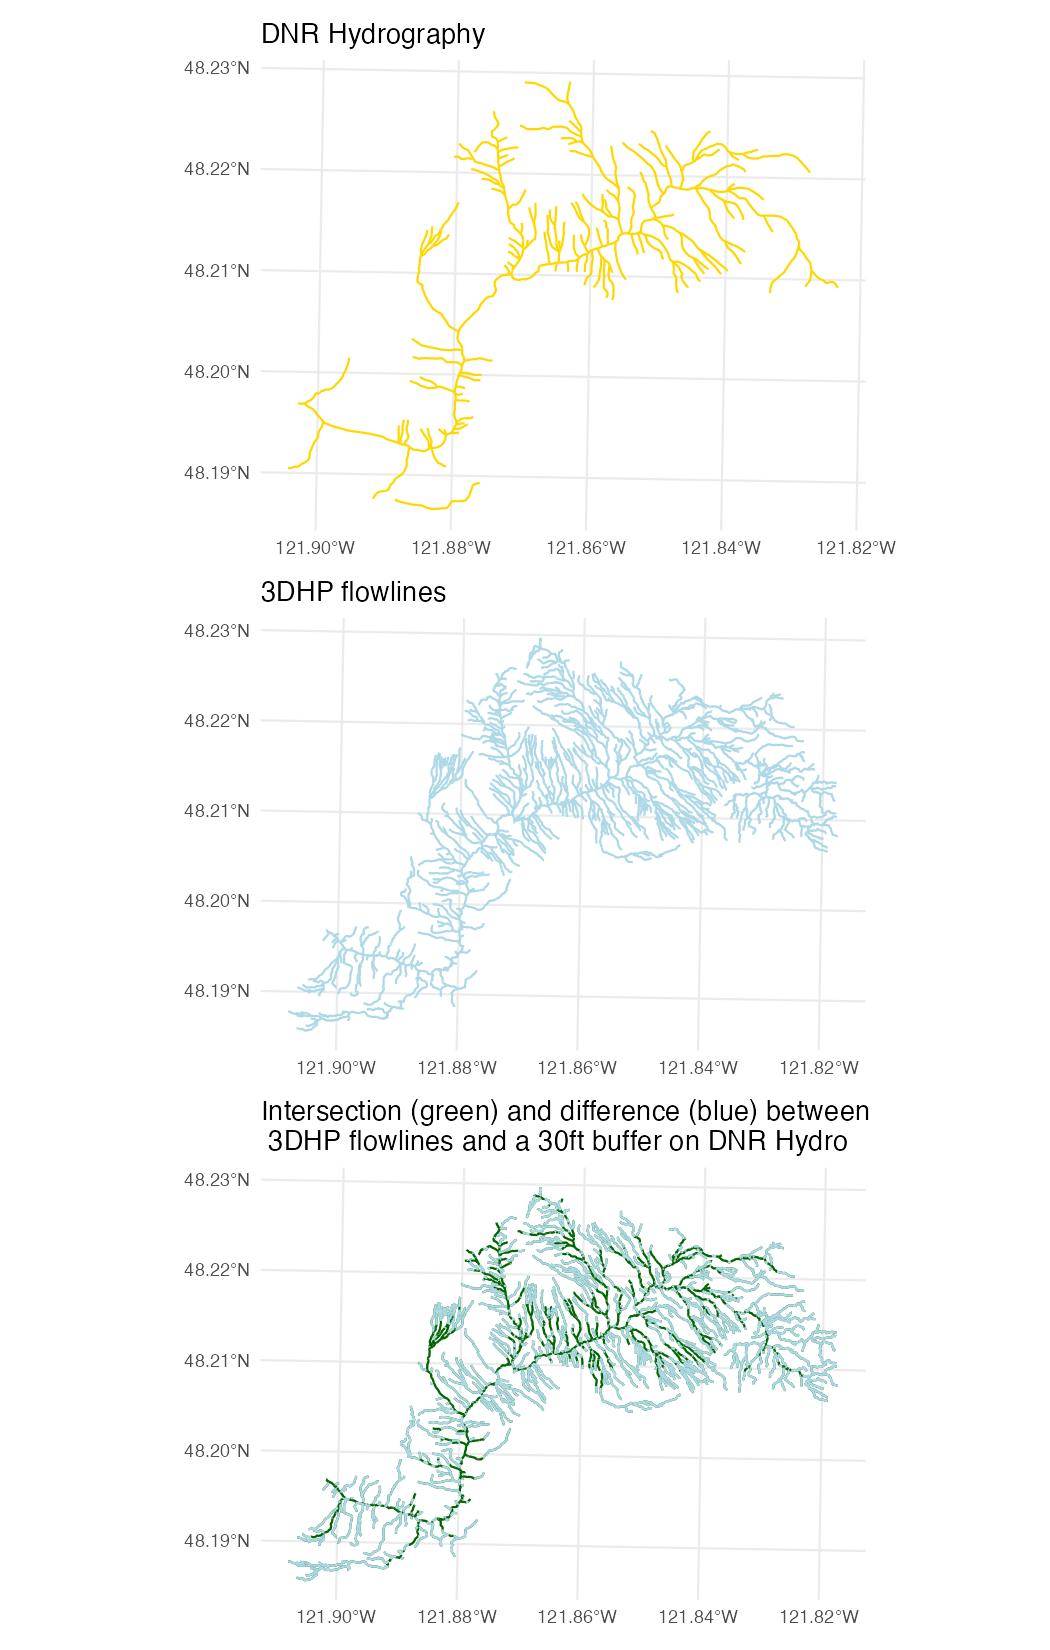 DNR Hydrography
48.23°N
48.22°N
48.21°N
48.20°N
48.19°N
121.90°W 121.88°W 121.86°W 121.84°W 121.82°W
3DHP flowlines
48.23°N
48.22°N
48.21°N
48.20°N
48.19°N
121.90°W 121.88°W 121.86°W 121.84°W 121.82°W
Intersection (green) and difference (blue) between
3DHP flowlines and a 30ft buffer on DNR Hydro
48.23°N
48.22°N
48.21°N
48.20°N
48.19°N
121.90°W 121.88°W 121.86°W 121.84°W 121.82°W